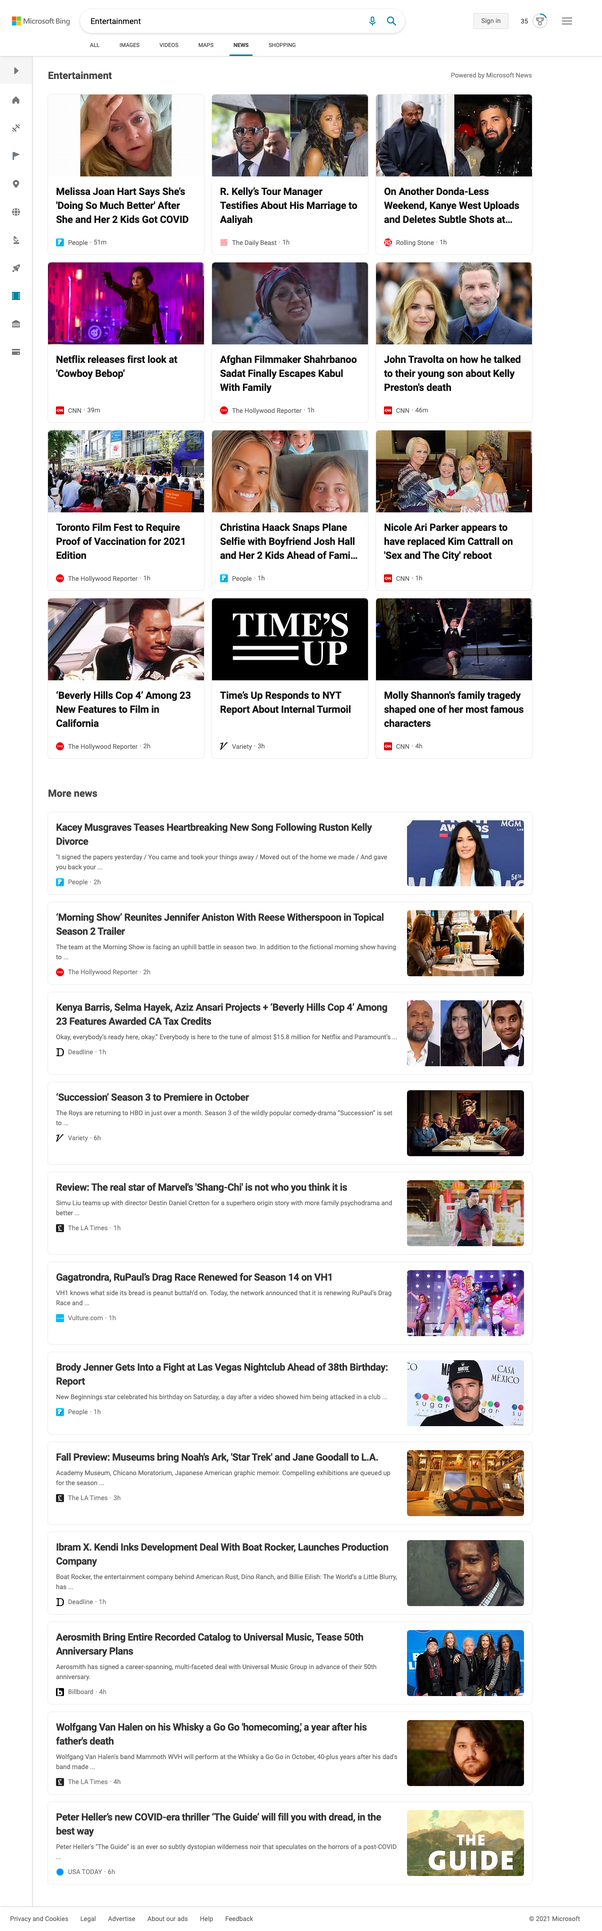 Microsoft Bing
Entertainment
Sign in
35
ALL
IMAGES
VIDEOS
MAPS
NEWS
SHOPPING
Entertainment
Powered by Microsoft News
Melissa Joan Hart Says She's
'Doing So Much Better' After
She and Her 2 Kids Got COVID
People · 51m
R. Kelly's Tour Manager
Testifies About His Marriage to
Aaliyah
The Daily Beast · 1h
On Another Donda-Less
Weekend, Kanye West Uploads
and Deletes Subtle Shots at...
Rolling Stone · 1h
Netflix releases first look at
'Cowboy Bebop'
CNN · 39m
Afghan Filmmaker Shahrbanoo
Sadat Finally Escapes Kabul
With Family
The Hollywood Reporter · 1h
John Travolta on how he talked
to their young son about Kelly
Preston's death
CNN · 46m
Toronto Film Fest to Require
Proof of Vaccination for 2021
Edition
The Hollywood Reporter · 1h
Christina Haack Snaps Plane
Selfie with Boyfriend Josh Hall
and Her 2 Kids Ahead of Fami...
People · 1h
Nicole Ari Parker appears to
have replaced Kim Cattrall on
'Sex and The City' reboot
CNN · 1h
'Beverly Hills Cop 4' Among 23
New Features to Film in
California
The Hollywood Reporter · 2h
TIME'S
UP
Time's Up Responds to NYT
Report About Internal Turmoil
Variety · 3h
Molly Shannon's family tragedy
shaped one of her most famous
characters
CNN · 4h
More news
Kacey Musgraves Teases Heartbreaking New Song Following Ruston Kelly
Divorce
"I signed the papers yesterday / You came and took your things away / Moved out of the home we made / And gave
you back your ...
People · 2h
MGM
'Morning Show' Reunites Jennifer Aniston With Reese Witherspoon in Topical
Season 2 Trailer
The team at the Morning Show is facing an uphill battle in season two. In addition to the fictional morning show having
to ...
The Hollywood Reporter · 2h
Kenya Barris, Selma Hayek, Aziz Ansari Projects + 'Beverly Hills Cop 4' Among
23 Features Awarded CA Tax Credits
Okay, everybody's ready here, okay." Everybody is here to the tune of almost $15.8 million for Netflix and Paramount's ...
Deadline · 1h
'Succession' Season 3 to Premiere in October
The Roys are returning to HBO in just over a month. Season 3 of the wildly popular comedy-drama "Succession" is set
to ...
Variety · 6h
Review: The real star of Marvel's 'Shang-Chi' is not who you think it is
Simu Liu teams up with director Destin Daniel Cretton for a superhero origin story with more family psychodrama and
better ...
The LA Times · 1h
Gagatrondra, RuPaul's Drag Race Renewed for Season 14 on VH1
VH1 knows what side its bread is peanut buttah'd on. Today, the network announced that it is renewing RuPaul's Drag
Race and ...
Vulture.com · 1h
Brody Jenner Gets Into a Fight at Las Vegas Nightclub Ahead of 38th Birthday:
Report
New Beginnings star celebrated his birthday on Saturday, a day after a video showed him being attacked in a club ...
People · 1h
CASA
MÉXICO
sugar
Fall Preview: Museums bring Noah's Ark, 'Star Trek' and Jane Goodall to L.A.
Academy Museum, Chicano Moratorium, Japanese American graphic memoir. Compelling exhibitions are queued up
for the season ...
The LA Times · 3h
Ibram X. Kendi Inks Development Deal With Boat Rocker, Launches Production
Company
Boat Rocker, the entertainment company behind American Rust, Dino Ranch, and Billie Eilish: The World's a Little Blurry,
has ...
Deadline · 1h
Aerosmith Bring Entire Recorded Catalog to Universal Music, Tease 50th
Anniversary Plans
Aerosmith has signed a career-spanning, multi-faceted deal with Universal Music Group in advance of their 50th
anniversary.
Billboard · 4h
Wolfgang Van Halen on his Whisky a Go Go 'homecoming,' a year after his
father's death
Wolfgang Van Halen's band Mammoth WVH will perform at the Whisky a Go Go in October, 40-plus years after his dad's
band made ...
The LA Times · 4h
Peter Heller's new COVID-era thriller 'The Guide' will fill you with dread, in the
best way
Peter Heller's "The Guide" is an ever so subtly dystopian wilderness noir that speculates on the horrors of a post-COVID
...
USA TODAY · 6h
THE
GUIDE
Privacy and Cookies
Legal
Advertise
About our ads
Help
Feedback
© 2021 Microsoft